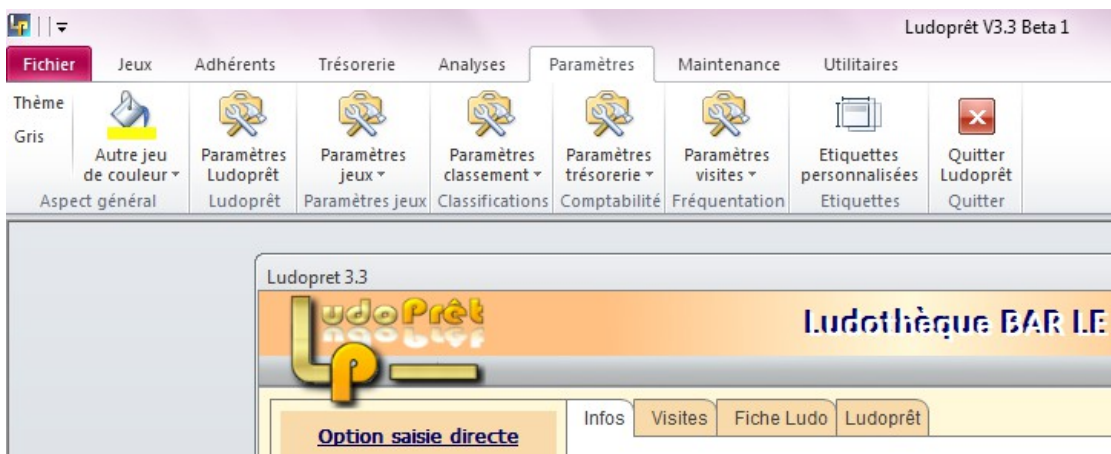 Ludoprêt V3.3 Beta 1
Fichier Jeux Adhérents Trésorerie Analyses Paramètres Maintenance Utilitaires
Thème
Gris
Autre jeu de couleur
Paramètres Ludoprêt
Paramètres jeux
Paramètres classement
Paramètres trésorerie
Paramètres visites
Etiquettes personnalisées
Quitter Ludoprêt
Aspect général Ludoprêt Paramètres jeux Classifications Comptabilité Fréquentation Etiquettes Quitter
Ludopret 3.3
LudoPrêt
LP
Ludothèque BAR LE
Infos Visites Fiche Ludo Ludoprêt
Option saisie directe